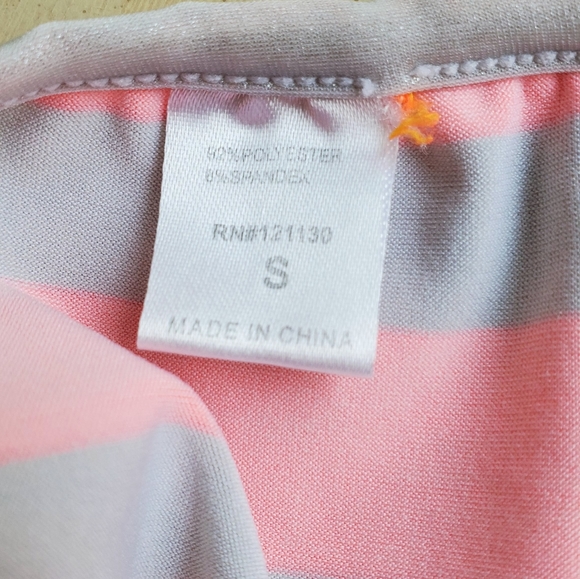 92%POLYESTER
8%SPANDEX
RN#121130
S
MADE IN CHINA